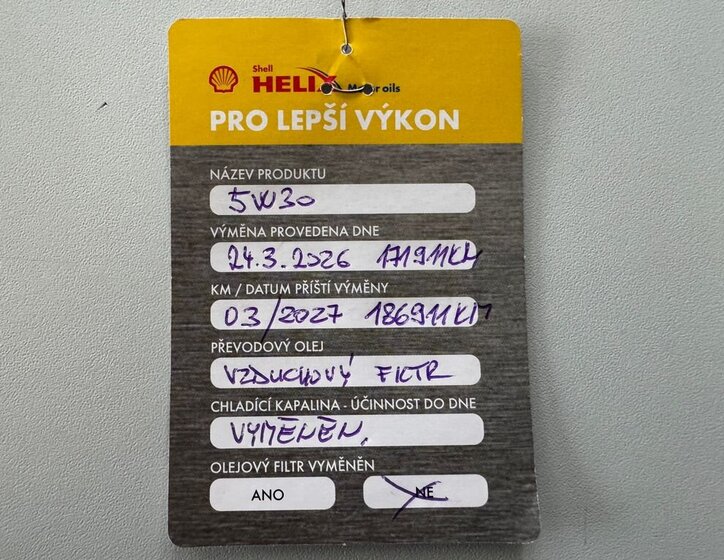 Shell
HELIX Motor oils
PRO LEPŠÍ VÝKON
NÁZEV PRODUKTU
5W30
VÝMĚNA PROVEDENA DNE
24.3.2026 171911KM
KM / DATUM PŘÍŠTÍ VÝMĚNY
03/2027 186911KM
PŘEVODOVÝ OLEJ
VZDUCHOVÝ FILTR
CHLADÍCÍ KAPALINA - ÚČINNOST DO DNE
VYMĚNĚN.
OLEJOVÝ FILTR VYMĚNĚN
ANO NE